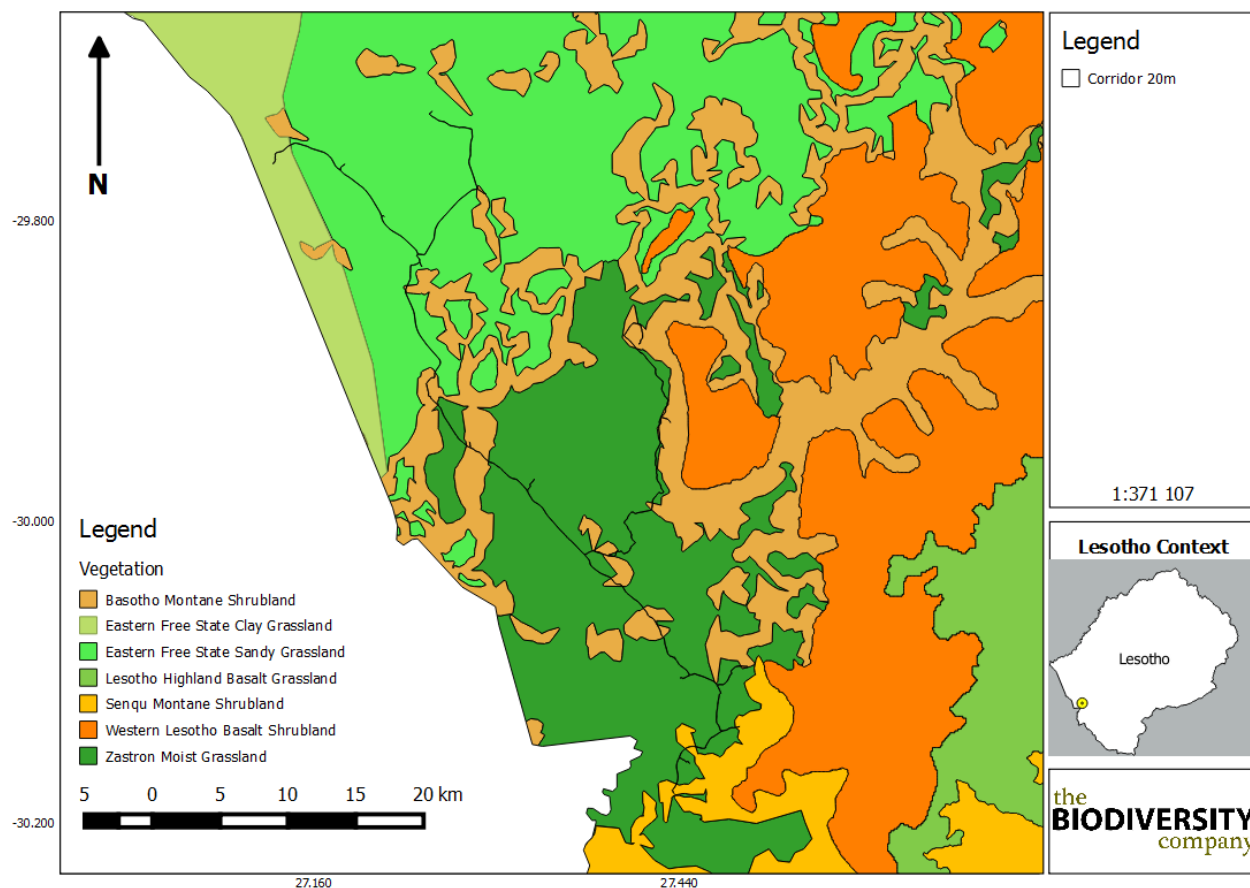 N
-29.800
-30.000
-30.200
27.160
27.440
Legend
Vegetation
Basotho Montane Shrubland
Eastern Free State Clay Grassland
Eastern Free State Sandy Grassland
Lesotho Highland Basalt Grassland
Senqu Montane Shrubland
Western Lesotho Basalt Shrubland
Zastron Moist Grassland
5 0 5 10 15 20 km
Legend
Corridor 20m
1:371 107
Lesotho Context
Lesotho
the
BIODIVERSITY
company